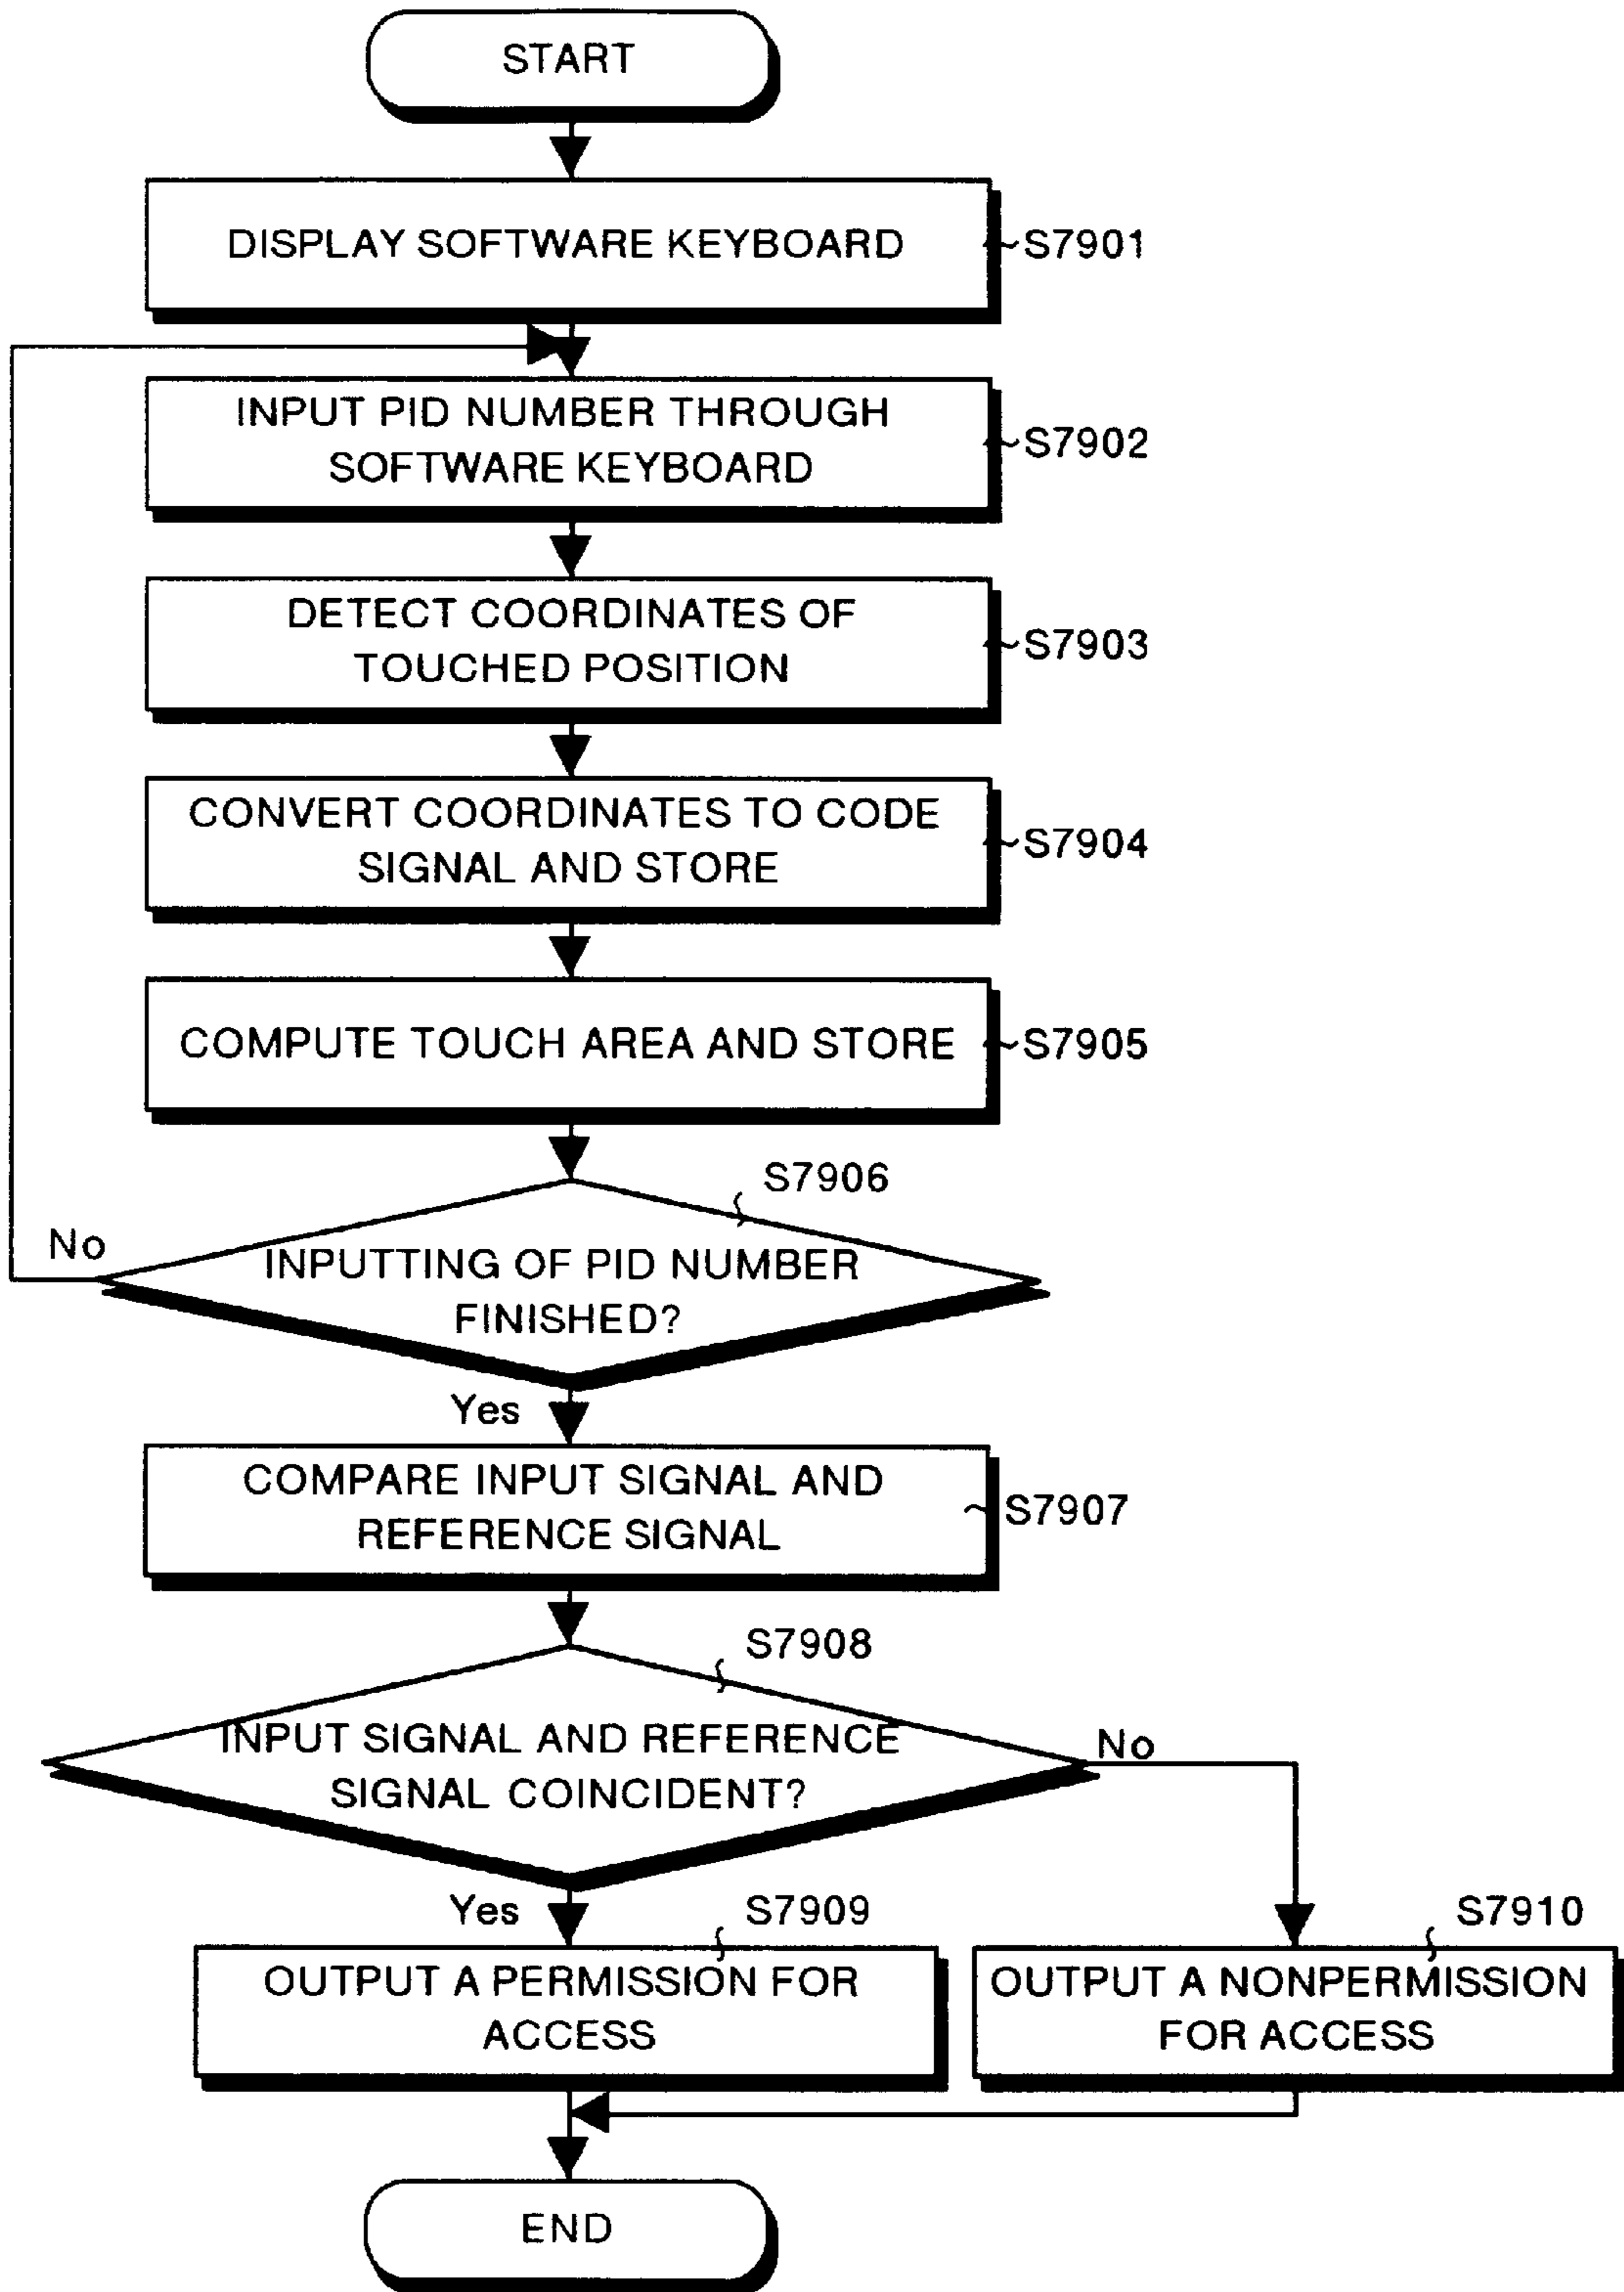 START
DISPLAY SOFTWARE KEYBOARD
S7901
INPUT PID NUMBER THROUGH
SOFTWARE KEYBOARD
S7902
DETECT COORDINATES OF
TOUCHED POSITION
S7903
CONVERT COORDINATES TO CODE
SIGNAL AND STORE
S7904
COMPUTE TOUCH AREA AND STORE
S7905
S7906
No
INPUTTING OF PID NUMBER
FINISHED?
Yes
COMPARE INPUT SIGNAL AND
REFERENCE SIGNAL
S7907
S7908
INPUT SIGNAL AND REFERENCE
SIGNAL COINCIDENT?
No
Yes
S7909
OUTPUT A PERMISSION FOR
ACCESS
S7910
OUTPUT A NONPERMISSION
FOR ACCESS
END